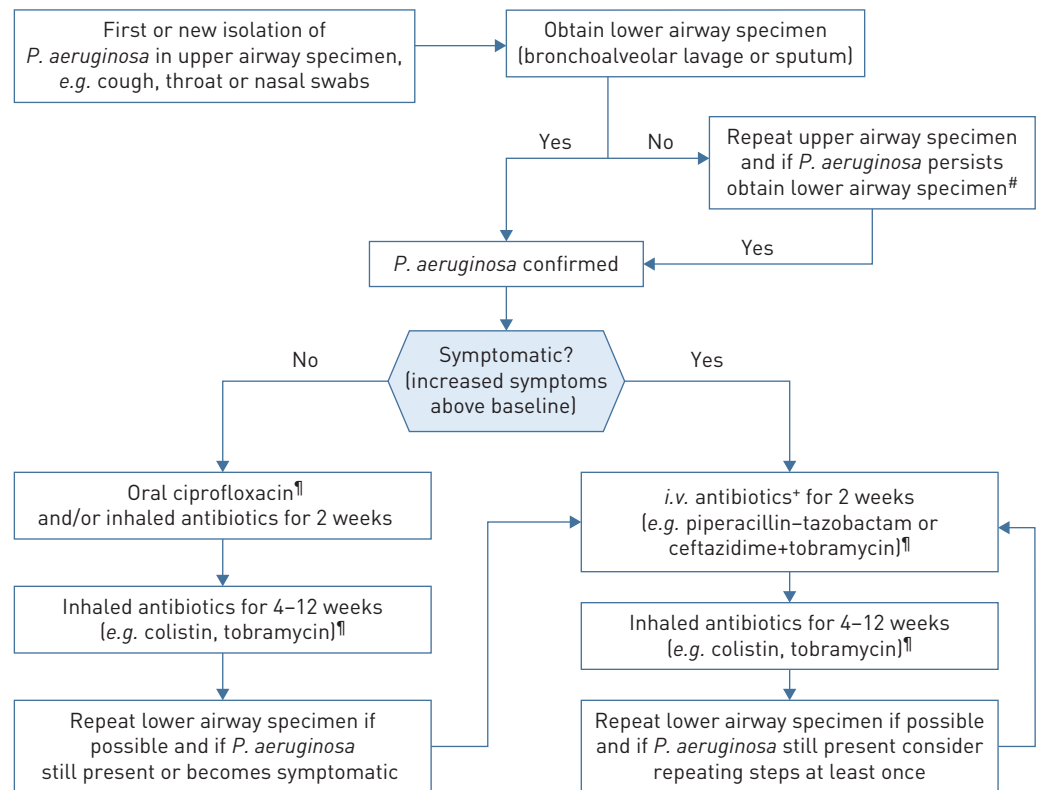 First or new isolation of
P. aeruginosa in upper airway specimen,
e.g. cough, throat or nasal swabs
Obtain lower airway specimen
(bronchoalveolar lavage or sputum)
Yes
No
Repeat upper airway specimen
and if P. aeruginosa persists
obtain lower airway specimen#
Yes
P. aeruginosa confirmed
No
Symptomatic?
(increased symptoms
above baseline)
Yes
Oral ciprofloxacin¶
and/or inhaled antibiotics for 2 weeks
Inhaled antibiotics for 4–12 weeks
(e.g. colistin, tobramycin)¶
Repeat lower airway specimen if
possible and if P. aeruginosa
still present or becomes symptomatic
i.v. antibiotics+ for 2 weeks
(e.g. piperacillin–tazobactam or
ceftazidime+tobramycin)¶
Inhaled antibiotics for 4–12 weeks
(e.g. colistin, tobramycin)¶
Repeat lower airway specimen if possible
and if P. aeruginosa still present consider
repeating steps at least once